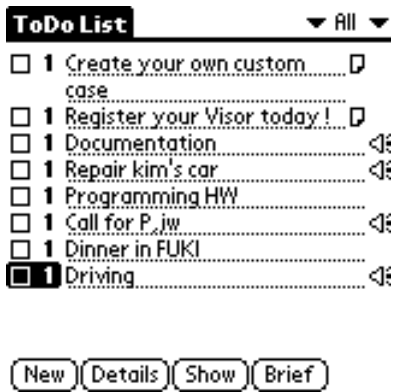 ToDo List All
1 Create your own custom
case
1 Register your Visor today!
1 Documentation
1 Repair kim's car
1 Programming HW
1 Call for P,jw
1 Dinner in FUKI
1 Driving
New Details Show Brief